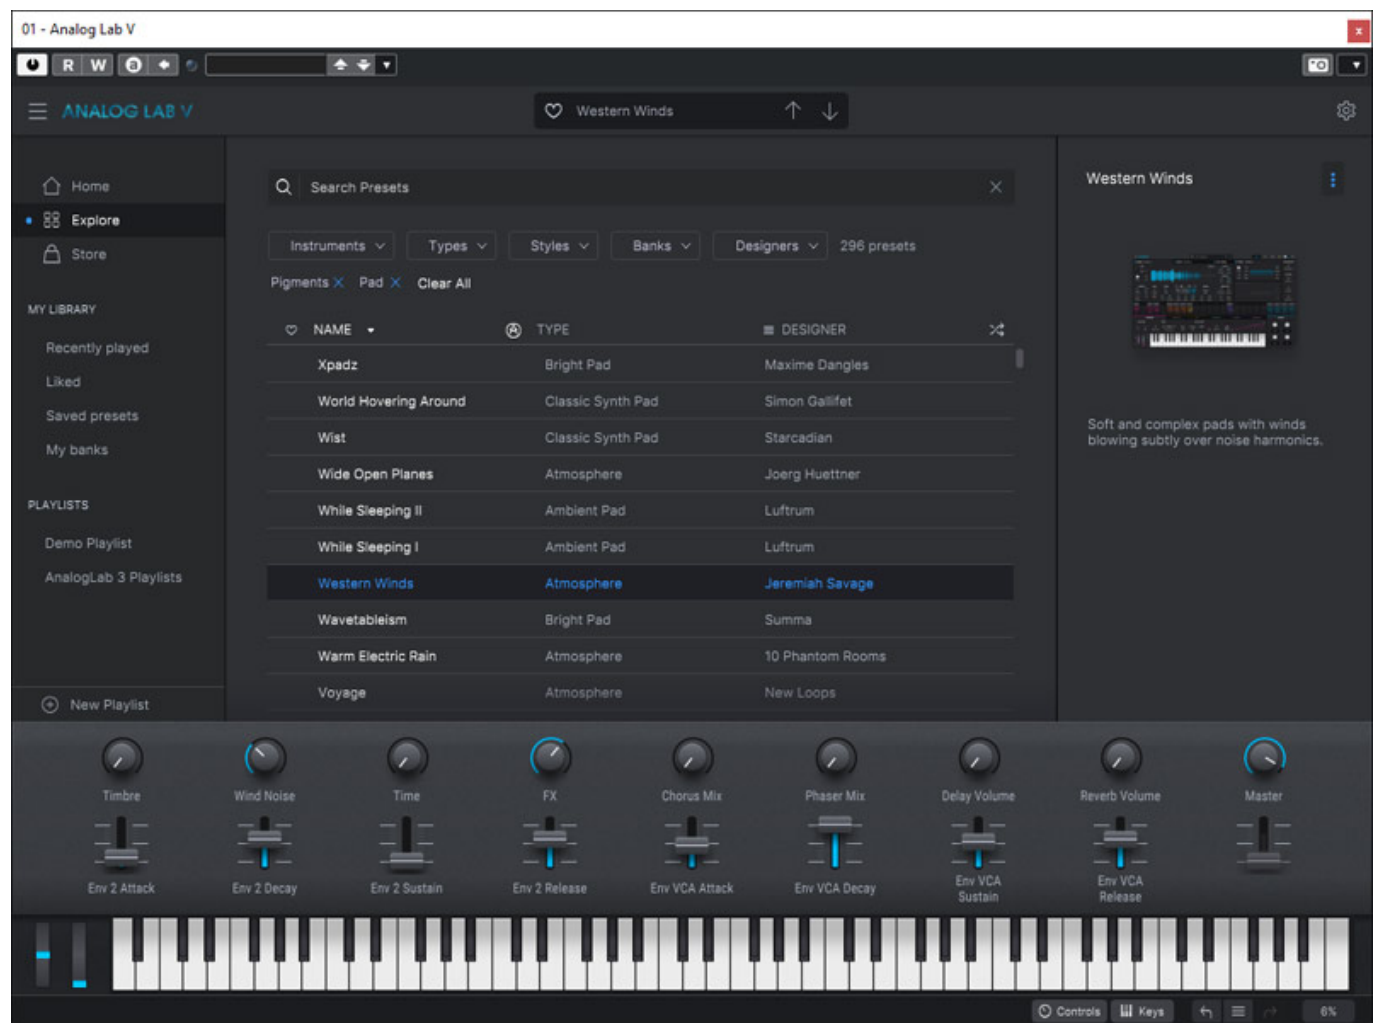 01 - Analog Lab V
R W a
ANALOG LAB V
Western Winds
Home
Explore
Store
MY LIBRARY
Recently played
Liked
Saved presets
My banks
PLAYLISTS
Demo Playlist
AnalogLab 3 Playlists
New Playlist
Search Presets
Instruments Types Styles Banks Designers 296 presets
Pigments Pad Clear All
NAME TYPE DESIGNER
Xpadz Bright Pad Maxime Dangles
World Hovering Around Classic Synth Pad Simon Gallifet
Wist Classic Synth Pad Starcadian
Wide Open Planes Atmosphere Joerg Huettner
While Sleeping II Ambient Pad Luftrum
While Sleeping I Ambient Pad Luftrum
Western Winds Atmosphere Jeremiah Savage
Wavetableism Bright Pad Summa
Warm Electric Rain Atmosphere 10 Phantom Rooms
Voyage Atmosphere New Loops
Western Winds
Soft and complex pads with winds
blowing subtly over noise harmonics.
Timbre Wind Noise Time FX Chorus Mix Phaser Mix Delay Volume Reverb Volume Master
Env 2 Attack Env 2 Decay Env 2 Sustain Env 2 Release Env VCA Attack Env VCA Decay Env VCA Sustain Env VCA Release
Controls Keys 6%